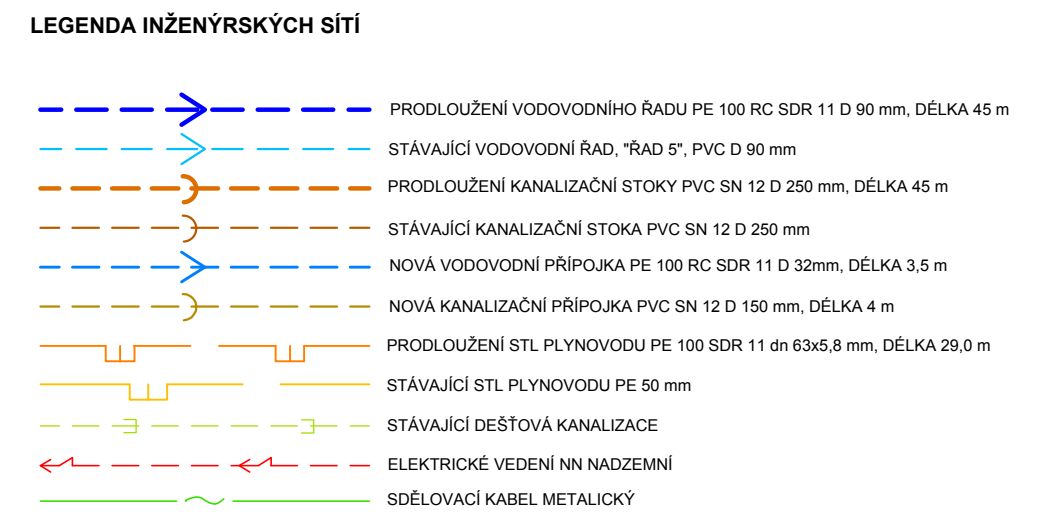 LEGENDA INŽENÝRSKÝCH SÍTÍ
PRODLOUŽENÍ VODOVODNÍHO ŘADU PE 100 RC SDR 11 D 90 mm, DÉLKA 45 m
STÁVAJÍCÍ VODOVODNÍ ŘAD, "ŘAD 5", PVC D 90 mm
PRODLOUŽENÍ KANALIZAČNÍ STOKY PVC SN 12 D 250 mm, DÉLKA 45 m
STÁVAJÍCÍ KANALIZAČNÍ STOKA PVC SN 12 D 250 mm
NOVÁ VODOVODNÍ PŘÍPOJKA PE 100 RC SDR 11 D 32mm, DÉLKA 3,5 m
NOVÁ KANALIZAČNÍ PŘÍPOJKA PVC SN 12 D 150 mm, DÉLKA 4 m
PRODLOUŽENÍ STL PLYNOVODU PE 100 SDR 11 dn 63x5,8 mm, DÉLKA 29,0 m
STÁVAJÍCÍ STL PLYNOVODU PE 50 mm
STÁVAJÍCÍ DEŠŤOVÁ KANALIZACE
ELEKTRICKÉ VEDENÍ NN NADZEMNÍ
SDĚLOVACÍ KABEL METALICKÝ